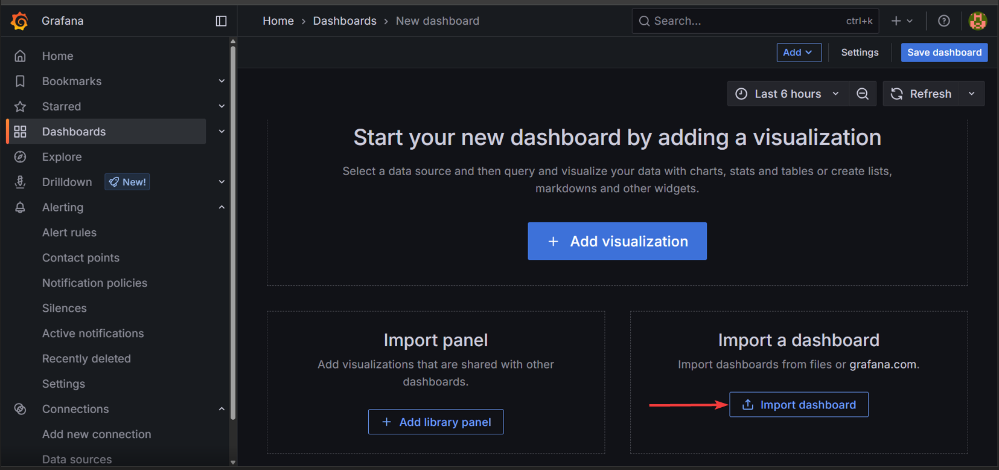 Grafana
Home › Dashboards › New dashboard
Search...
ctrl+k
Add
Settings
Save dashboard
Home
Bookmarks
Starred
Dashboards
Explore
Drilldown
New!
Alerting
Alert rules
Contact points
Notification policies
Silences
Active notifications
Recently deleted
Settings
Connections
Add new connection
Data sources
Last 6 hours
Refresh
Start your new dashboard by adding a visualization
Select a data source and then query and visualize your data with charts, stats and tables or create lists,
markdowns and other widgets.
+ Add visualization
Import panel
Add visualizations that are shared with other
dashboards.
+ Add library panel
Import a dashboard
Import dashboards from files or grafana.com.
Import dashboard